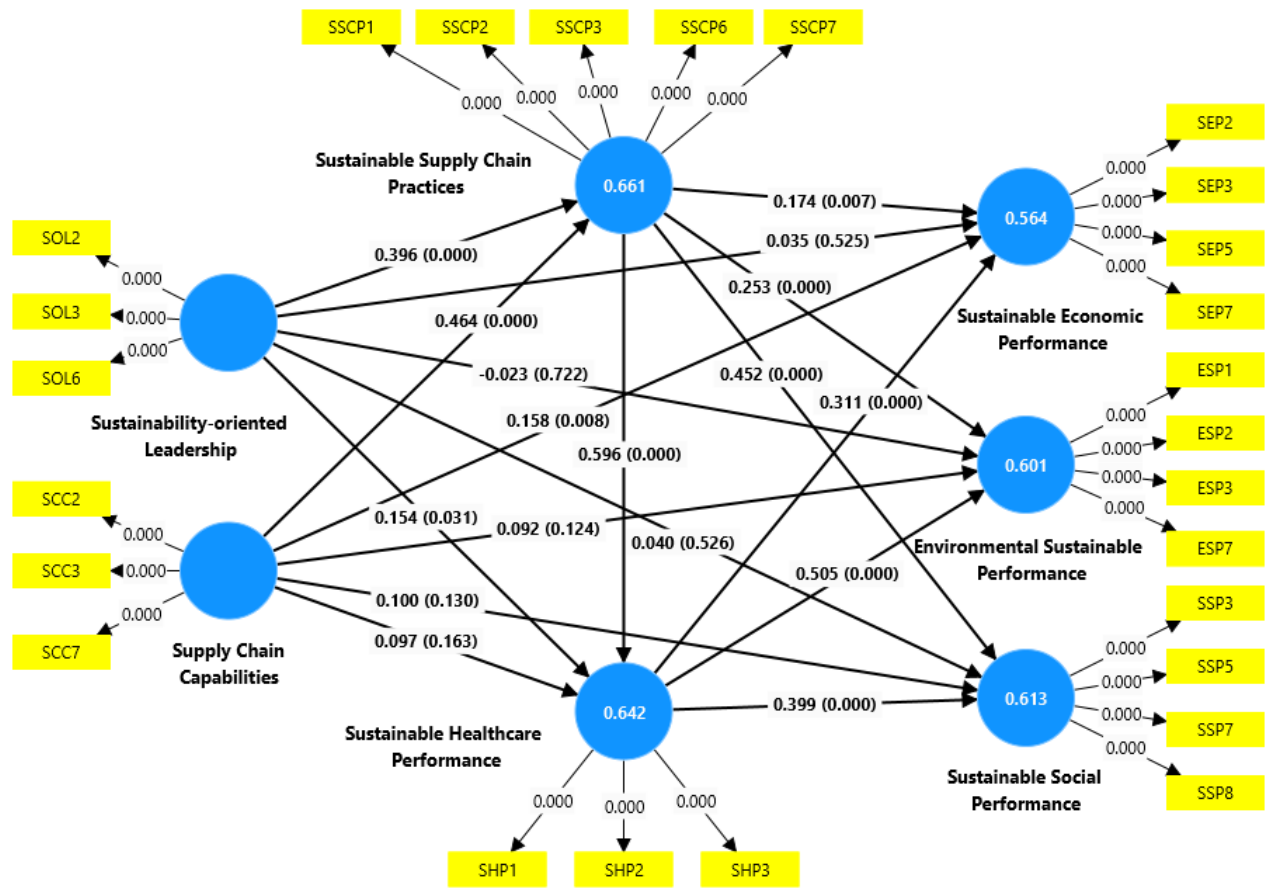 SSCP1
SSCP2
SSCP3
SSCP6
SSCP7
0.000
0.000
0.000
0.000
0.000
Sustainable Supply Chain
Practices
0.661
SEP2
SEP3
SEP5
SEP7
0.000
0.000
0.000
0.000
0.564
Sustainable Economic
Performance
0.174 (0.007)
0.035 (0.525)
0.396 (0.000)
0.253 (0.000)
0.464 (0.000)
SOL2
SOL3
SOL6
0.000
0.000
0.000
Sustainability-oriented
Leadership
-0.023 (0.722)
0.452 (0.000)
0.311 (0.000)
0.158 (0.008)
0.596 (0.000)
ESP1
ESP2
ESP3
ESP7
0.000
0.000
0.000
0.000
0.601
Environmental Sustainable
Performance
SCC2
SCC3
SCC7
0.000
0.000
0.000
Supply Chain
Capabilities
0.154 (0.031)
0.092 (0.124)
0.040 (0.526)
0.505 (0.000)
0.100 (0.130)
0.097 (0.163)
0.399 (0.000)
SSP3
SSP5
SSP7
SSP8
0.000
0.000
0.000
0.000
0.613
Sustainable Social
Performance
0.642
Sustainable Healthcare
Performance
0.000
0.000
0.000
SHP1
SHP2
SHP3